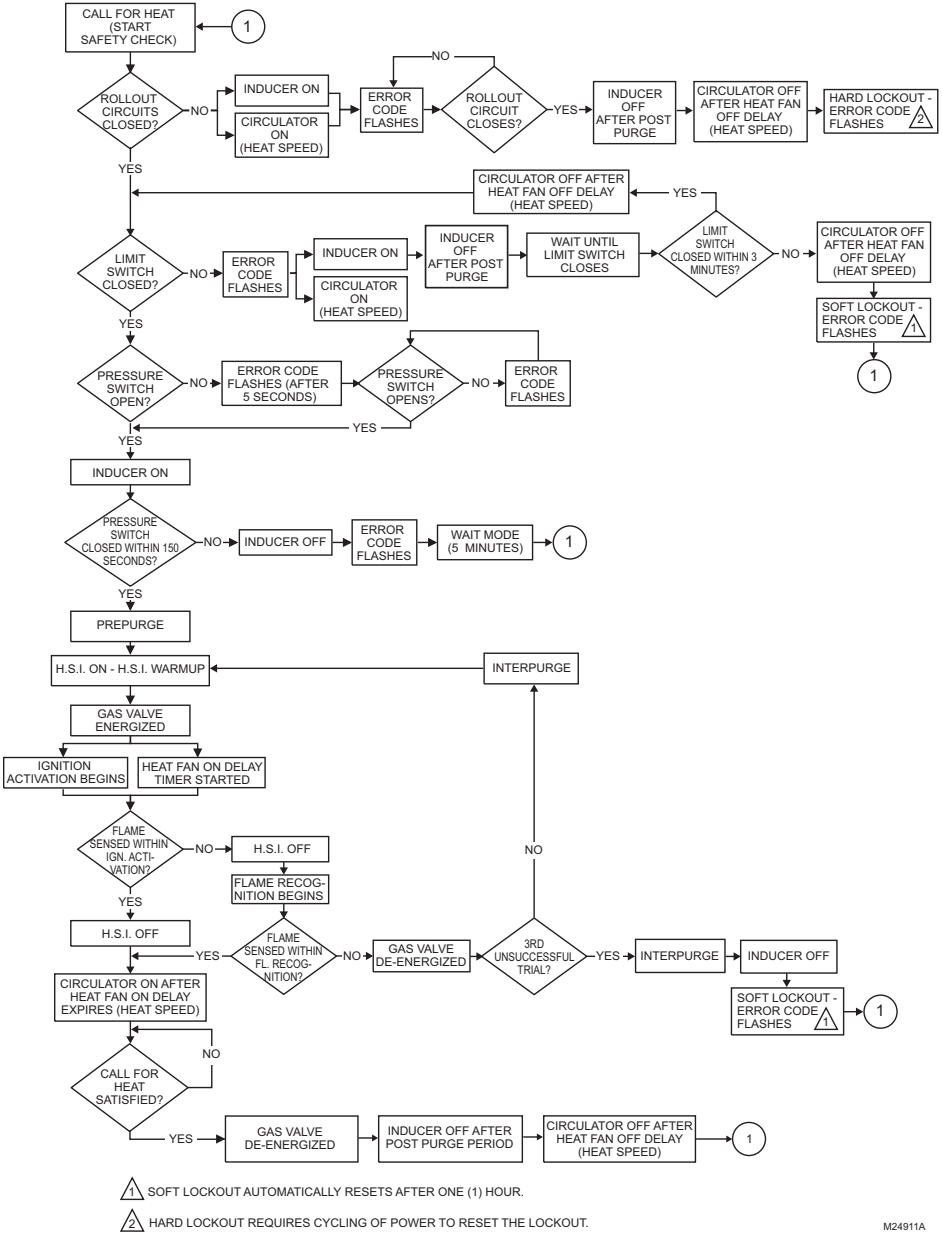 CALL FOR HEAT
(START
SAFETY CHECK)
1
ROLLOUT
CIRCUITS
CLOSED?
NO
INDUCER ON
CIRCULATOR
ON
(HEAT SPEED)
ERROR
CODE
FLASHES
NO
ROLLOUT
CIRCUIT
CLOSES?
YES
INDUCER
OFF
AFTER POST
PURGE
CIRCULATOR OFF
AFTER HEAT FAN
OFF DELAY
(HEAT SPEED)
HARD LOCKOUT -
ERROR CODE
FLASHES
2
YES
CIRCULATOR OFF AFTER
HEAT FAN OFF DELAY
(HEAT SPEED)
YES
LIMIT
SWITCH
CLOSED?
NO
ERROR
CODE
FLASHES
INDUCER ON
CIRCULATOR
ON
(HEAT SPEED)
INDUCER
OFF
AFTER POST
PURGE
WAIT UNTIL
LIMIT SWITCH
CLOSES
LIMIT
SWITCH
CLOSED WITHIN 3
MINUTES?
NO
CIRCULATOR OFF
AFTER HEAT FAN
OFF DELAY
(HEAT SPEED)
SOFT LOCKOUT -
ERROR CODE
FLASHES
1
1
YES
PRESSURE
SWITCH
OPEN?
NO
ERROR CODE
FLASHES (AFTER
5 SECONDS)
PRESSURE
SWITCH
OPENS?
NO
ERROR
CODE
FLASHES
YES
YES
INDUCER ON
PRESSURE
SWITCH
CLOSED WITHIN 150
SECONDS?
NO
INDUCER OFF
ERROR
CODE
FLASHES
WAIT MODE
(5 MINUTES)
1
YES
PREPURGE
H.S.I. ON - H.S.I. WARMUP
INTERPURGE
GAS VALVE
ENERGIZED
IGNITION
ACTIVATION BEGINS
HEAT FAN ON DELAY
TIMER STARTED
FLAME
SENSED WITHIN
IGN. ACTI-
VATION?
NO
H.S.I. OFF
FLAME RECOG-
NITION BEGINS
NO
YES
H.S.I. OFF
YES
FLAME
SENSED WITHIN
FL. RECOG-
NITION?
NO
GAS VALVE
DE-ENERGIZED
3RD
UNSUCCESSFUL
TRIAL?
YES
INTERPURGE
INDUCER OFF
SOFT LOCKOUT -
ERROR CODE
FLASHES
1
1
CIRCULATOR ON AFTER
HEAT FAN ON DELAY
EXPIRES (HEAT SPEED)
NO
CALL FOR
HEAT
SATISFIED?
YES
GAS VALVE
DE-ENERGIZED
INDUCER OFF AFTER
POST PURGE PERIOD
CIRCULATOR OFF AFTER
HEAT FAN OFF DELAY
(HEAT SPEED)
1
1 SOFT LOCKOUT AUTOMATICALLY RESETS AFTER ONE (1) HOUR.
2 HARD LOCKOUT REQUIRES CYCLING OF POWER TO RESET THE LOCKOUT.
M24911A